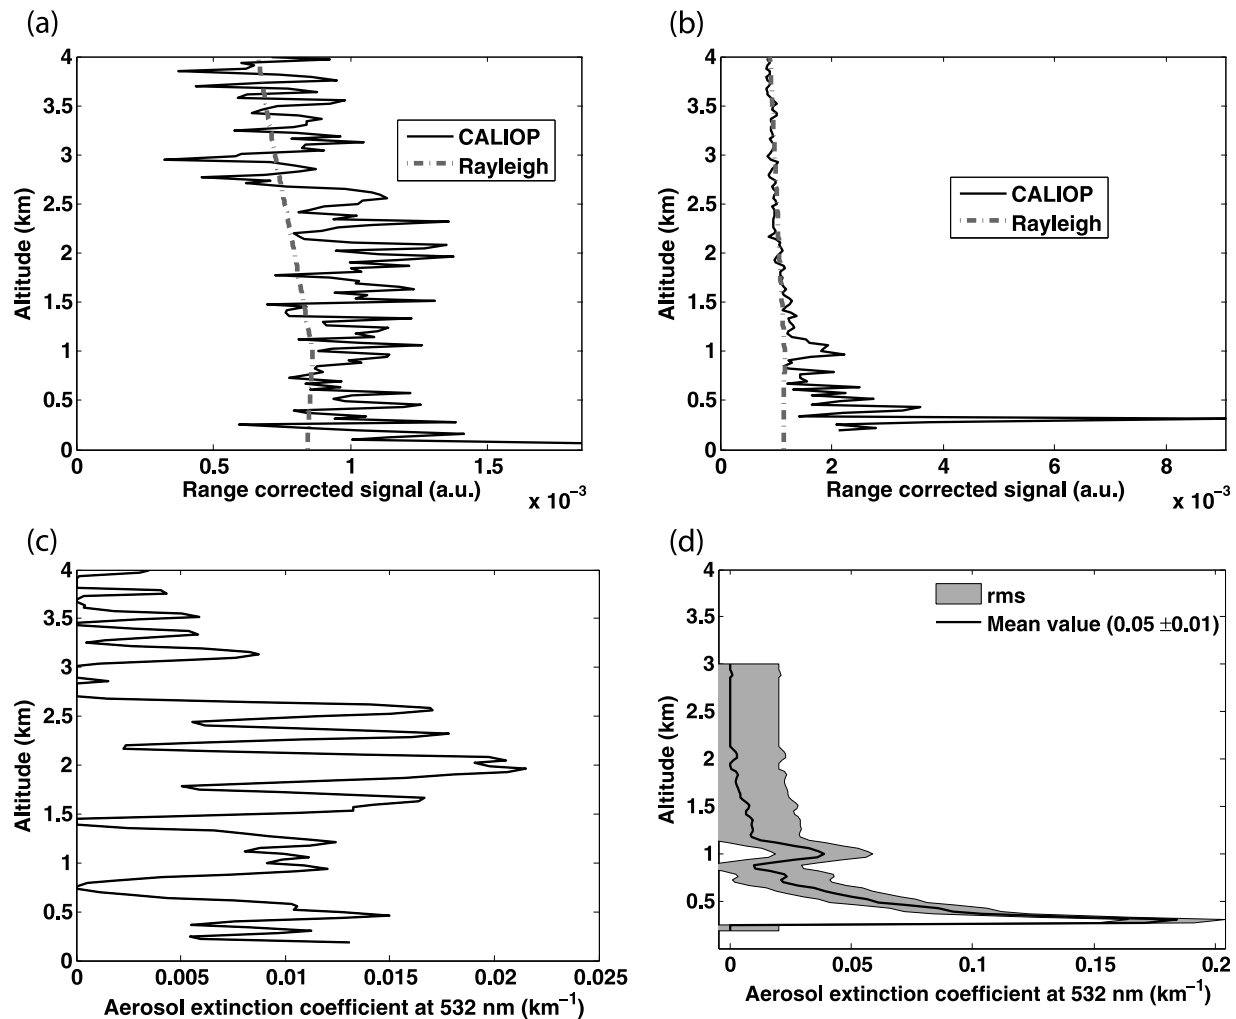 (a)
4
3.5
3
2.5
2
1.5
1
0.5
0
Altitude (km)
CALIOP
Rayleigh
0
0.5
1
1.5
Range corrected signal (a.u.)
x 10⁻³
(b)
4
3.5
3
2.5
2
1.5
1
0.5
0
Altitude (km)
CALIOP
Rayleigh
0
2
4
6
8
Range corrected signal (a.u.)
x 10⁻³
(c)
4
3.5
3
2.5
2
1.5
1
0.5
0
Altitude (km)
0
0.005
0.01
0.015
0.02
0.025
Aerosol extinction coefficient at 532 nm (km⁻¹)
(d)
4
3.5
3
2.5
2
1.5
1
0.5
Altitude (km)
rms
Mean value (0.05 ±0.01)
0
0.05
0.1
0.15
0.2
Aerosol extinction coefficient at 532 nm (km⁻¹)